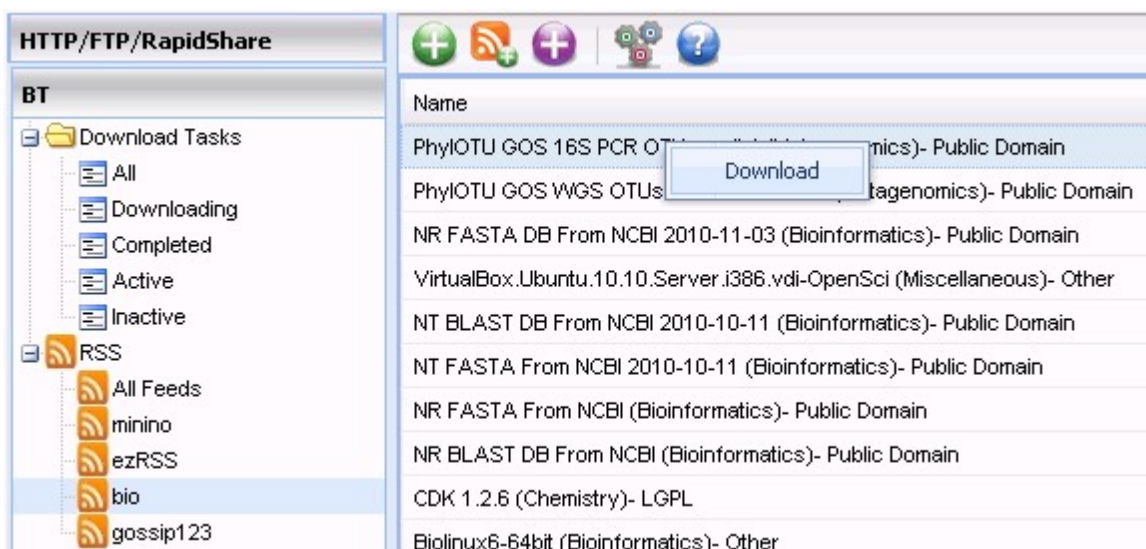 HTTP/FTP/RapidShare
BT
Download Tasks
All
Downloading
Completed
Active
Inactive
RSS
All Feeds
minino
ezRSS
bio
gossip123
Name
PhylOTU GOS 16S PCR mics)- Public Domain
Download
PhylOTU GOS WGS OTUs tagenomics)- Public Domain
NR FASTA DB From NCBI 2010-11-03 (Bioinformatics)- Public Domain
VirtualBox.Ubuntu.10.10.Server.i386.vdi-OpenSci (Miscellaneous)- Other
NT BLAST DB From NCBI 2010-10-11 (Bioinformatics)- Public Domain
NT FASTA From NCBI 2010-10-11 (Bioinformatics)- Public Domain
NR FASTA From NCBI (Bioinformatics)- Public Domain
NR BLAST DB From NCBI (Bioinformatics)- Public Domain
CDK 1.2.6 (Chemistry)- LGPL
Biolinux6-64bit (Bioinformatics)- Other